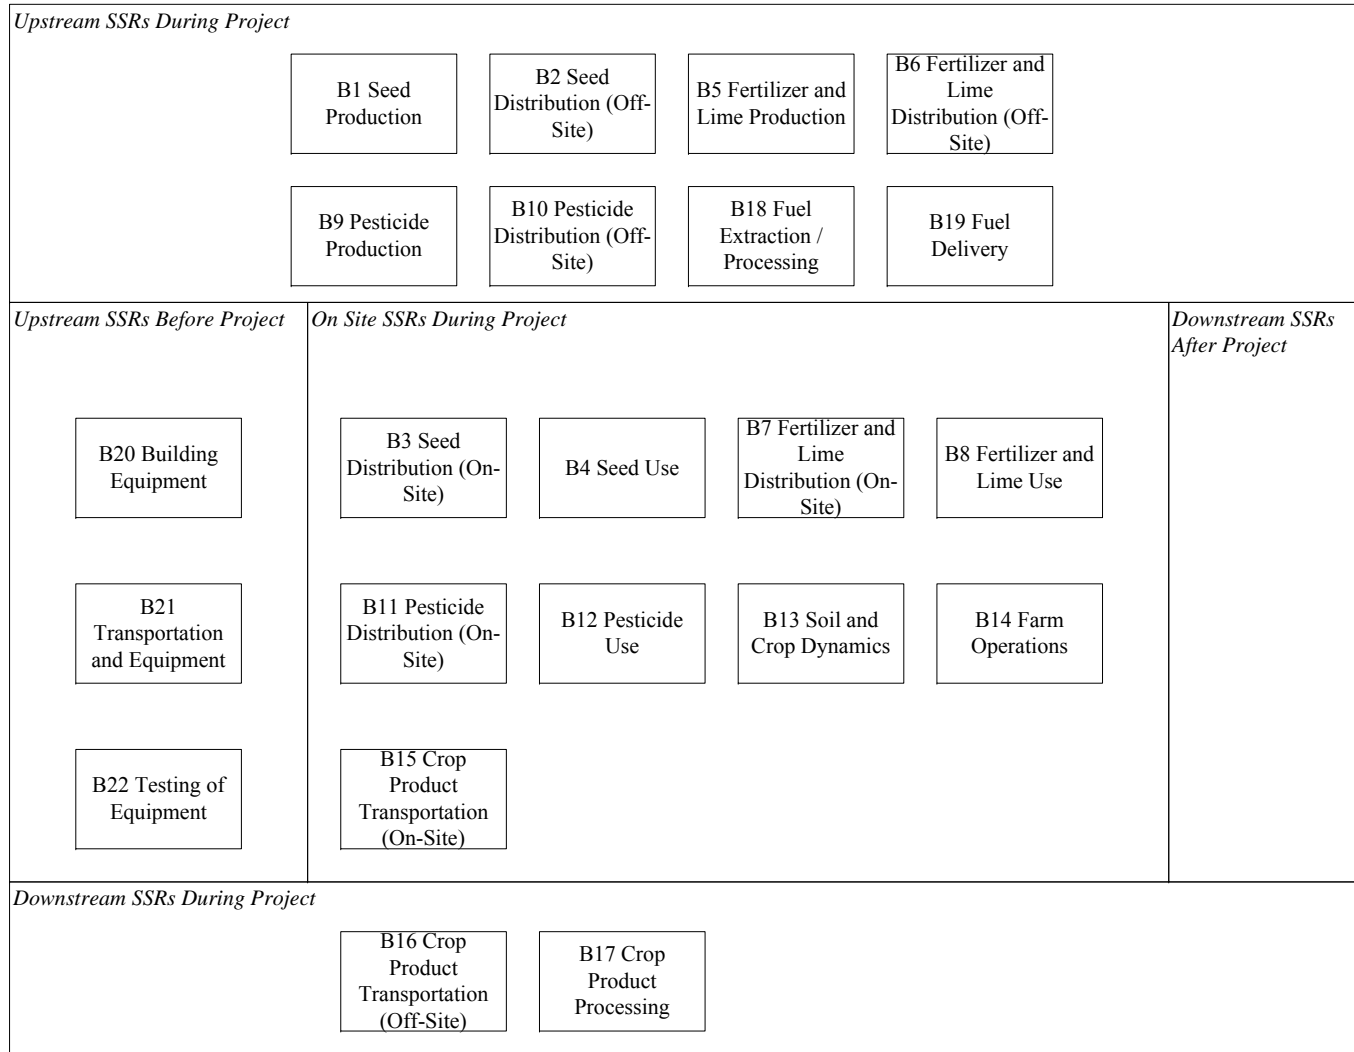 Upstream SSRs During Project
B1 Seed
Production
B2 Seed
Distribution (Off-
Site)
B5 Fertilizer and
Lime Production
B6 Fertilizer and
Lime
Distribution (Off-
Site)
B9 Pesticide
Production
B10 Pesticide
Distribution (Off-
Site)
B18 Fuel
Extraction /
Processing
B19 Fuel
Delivery
Upstream SSRs Before Project
B20 Building
Equipment
B21
Transportation
and Equipment
B22 Testing of
Equipment
On Site SSRs During Project
B3 Seed
Distribution (On-
Site)
B4 Seed Use
B7 Fertilizer and
Lime
Distribution (On-
Site)
B8 Fertilizer and
Lime Use
B11 Pesticide
Distribution (On-
Site)
B12 Pesticide
Use
B13 Soil and
Crop Dynamics
B14 Farm
Operations
B15 Crop
Product
Transportation
(On-Site)
Downstream SSRs
After Project
Downstream SSRs During Project
B16 Crop
Product
Transportation
(Off-Site)
B17 Crop
Product
Processing